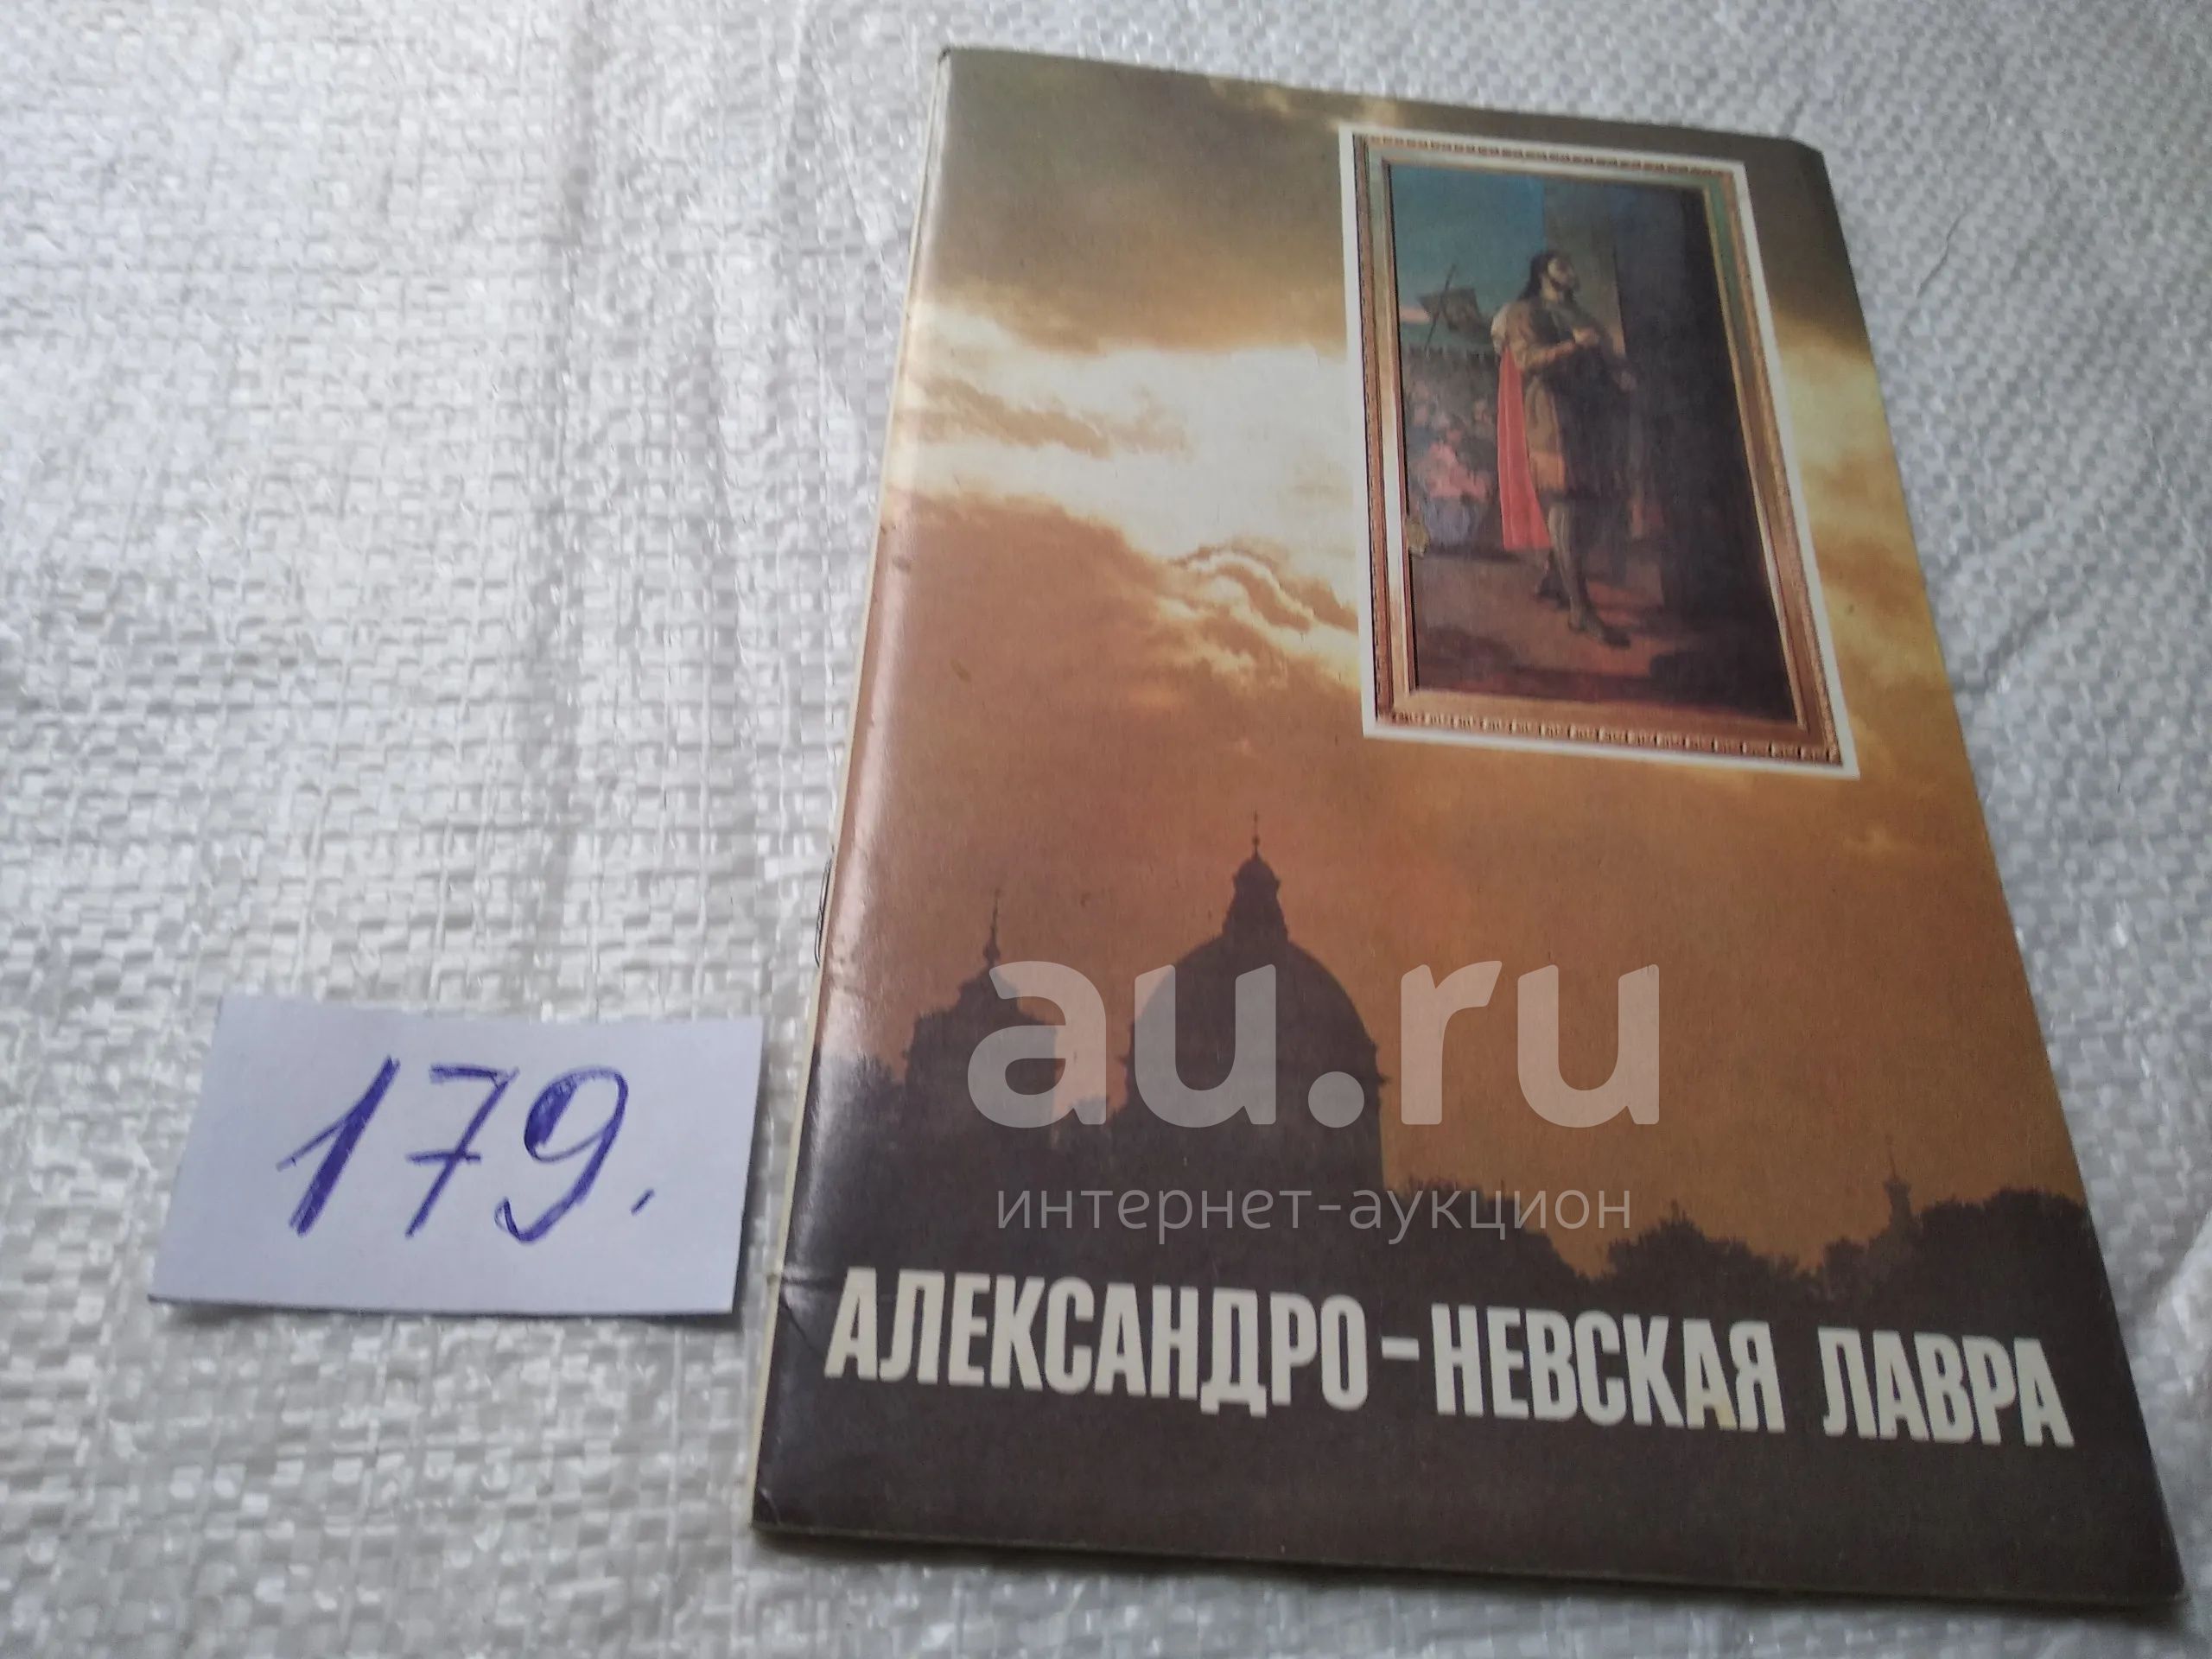 au.ru
интернет-аукцион
179.
АЛЕКСАНДРО-НЕВСКАЯ ЛАВРА